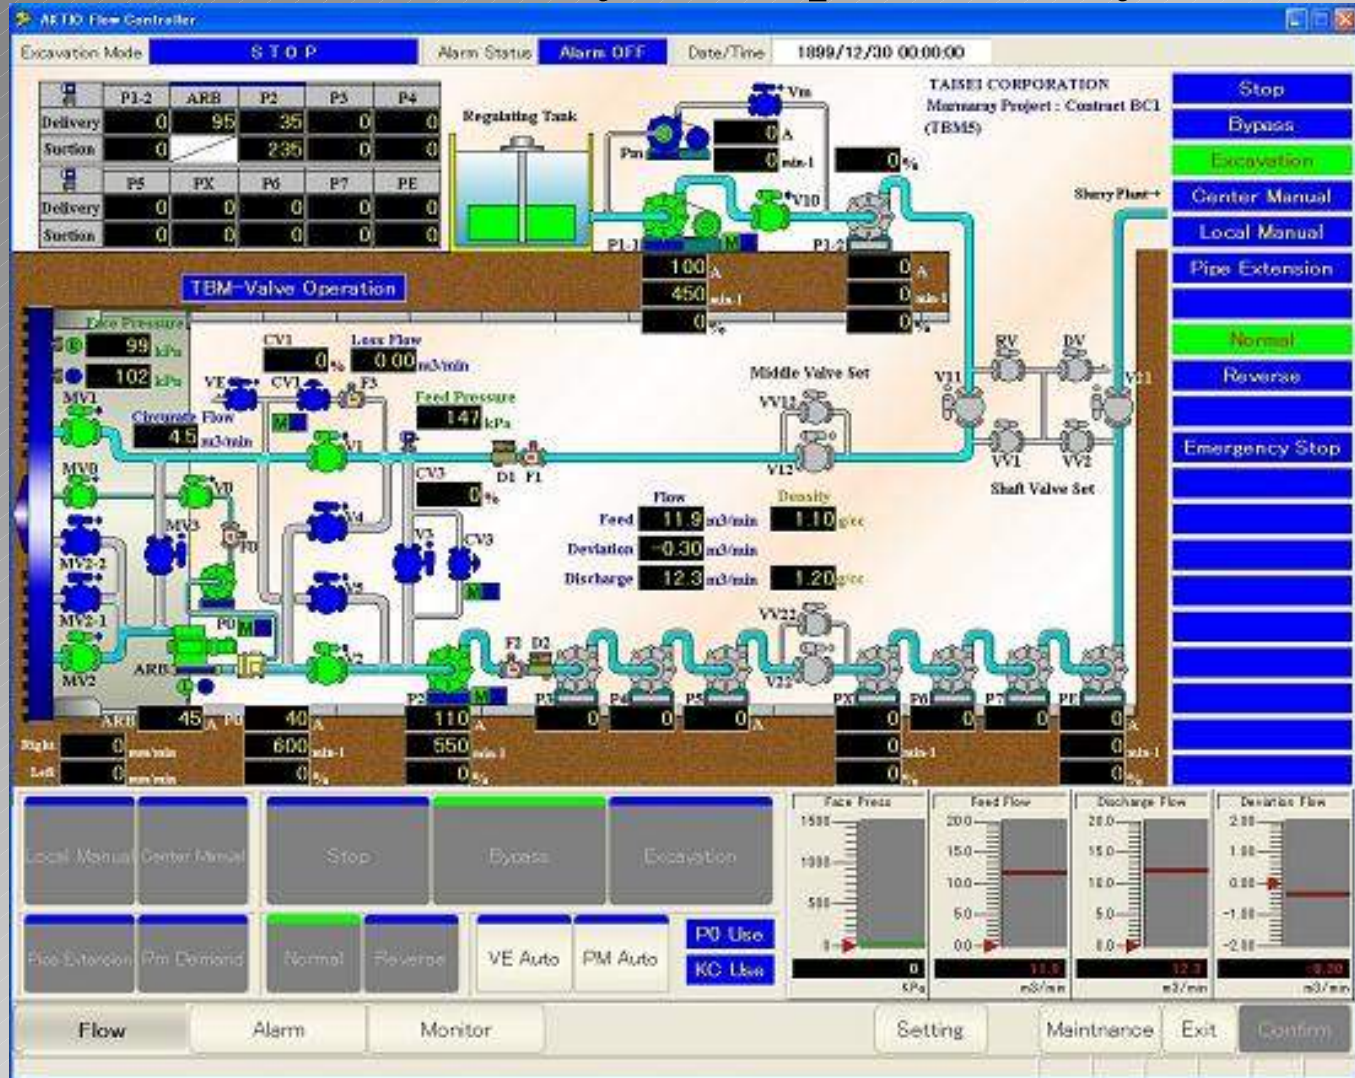 AKTIO Flow Controller
Excavation Mode STOP Alarm Status Alarm OFF Date/Time 1899/12/30 00:00:00
P1-2 ARB P2 P3 P4
Delivery 0 95 35 0 0
Suction 0 235 0 0
P5 PX P6 P7 PE
Delivery 0 0 0 0 0
Suction 0 0 0 0 0
Regulating Tank
Vm
Pm
0 A
0 min-1
0 %
V10
P1-1 M
P1-2
100 A
450 min-1
0 %
0 A
0 min-1
0 %
TAISEI CORPORATION
Marmaray Project : Contract BC1
(TBM5)
Slurry Plant→
Stop
Bypass
Excavation
Center Manual
Local Manual
Pipe Extension
Normal
Reverse
Emergency Stop
TBM-Valve Operation
Face Pressure
99 kPa
102 kPa
CV1
0 %
Loss Flow
0.00 m3/min
VE CV1 F3
M
Feed Pressure
147 kPa
Circurate Flow
4.5 m3/min
MV1
V1
MV0
V0
MV3
F0
V4
CV3
0 %
D1 F1
V3
CV3
M
Middle Valve Set
VV12
V12
V11
RV DV
V21
VV1 VV2
Shaft Valve Set
Flow Density
Feed 11.9 m3/min 1.10 g/cc
Deviation -0.30 m3/min
Discharge 12.3 m3/min 1.20 g/cc
MV2-2
MV2-1
MV2
P0 M
ARB
V5
V2
P2 M
F2 D2
VV22
V22
P3 P4 P5 PX P6 P7 PE
ARB 45 A P0 40 A 110 A 0 0 0 A 0 0 0 0 A
Right 0 mm/min 600 min-1 550 min-1 0 min-1 0 min-1
Left 0 mm/min 0 % 0 % 0 % 0 %
Local Manual Center Manual Stop Bypass Excavation
Pipe Extension Pm Demand Normal Reverse VE Auto PM Auto
P0 Use
KC Use
Face Press
1500
1000
500
0
0
KPa
Feed Flow
20.0
15.0
10.0
5.0
0.0
11.9
m3/min
Discharge Flow
20.0
15.0
10.0
5.0
0.0
12.3
m3/min
Deviation Flow
2.00
1.00
0.00
-1.00
-2.00
-0.30
m3/min
Flow Alarm Monitor Setting Maintnance Exit Confirm